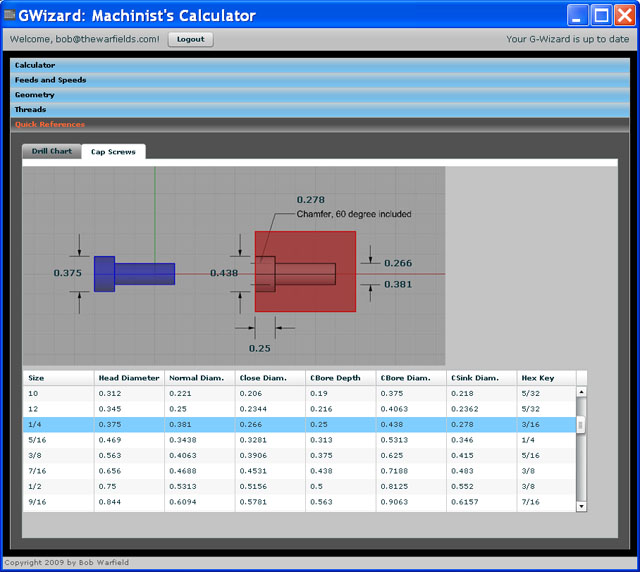 GWizard: Machinist's Calculator
Welcome, bob@thewarfields.com! Logout Your G-Wizard is up to date
Calculator
Feeds and Speeds
Geometry
Threads
Quick References
Drill Chart Cap Screws
0.278
Chamfer, 60 degree included
0.375 0.438 0.266
0.381
0.25
Size Head Diameter Normal Diam. Close Diam. CBore Depth CBore Diam. CSink Diam. Hex Key
10 0.312 0.221 0.206 0.19 0.375 0.218 5/32
12 0.345 0.25 0.2344 0.216 0.4063 0.2362 5/32
1/4 0.375 0.381 0.266 0.25 0.438 0.278 3/16
5/16 0.469 0.3438 0.3281 0.313 0.5313 0.346 1/4
3/8 0.563 0.4063 0.3906 0.375 0.625 0.415 5/16
7/16 0.656 0.4688 0.4531 0.438 0.7188 0.483 3/8
1/2 0.75 0.5313 0.5156 0.5 0.8125 0.552 3/8
9/16 0.844 0.6094 0.5781 0.563 0.9063 0.6157 7/16
Copyright 2009 by Bob Warfield